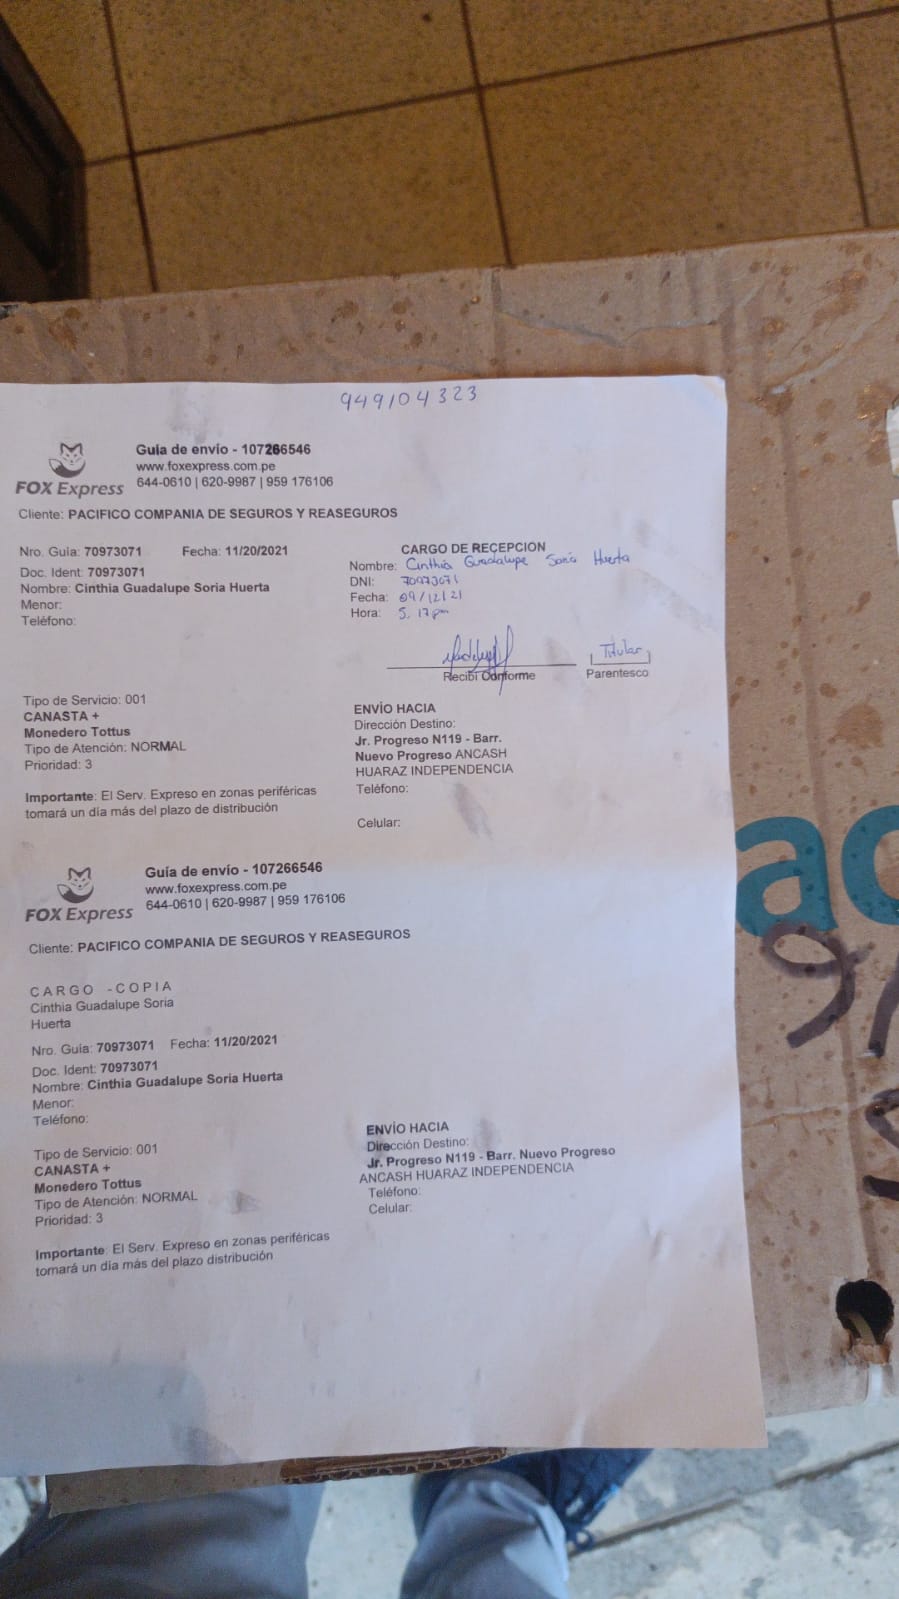 949104323
Guia de envío - 107266546
www.foxexpress.com.pe
FOX Express
644-0610 | 620-9987 | 959 176106
Cliente: PACIFICO COMPANIA DE SEGUROS Y REASEGUROS
Nro. Guia: 70973071 Fecha: 11/20/2021
Doc. Ident: 70973071
Nombre: Cinthia Guadalupe Soria Huerta
Menor:
Teléfono:
CARGO DE RECEPCION
Nombre: Cinthia Guadalupe Soria Huerta
DNI: 70973071
Fecha: 09/12/21
Hora: 5. 17pm
Recibi Conforme
Titular
Parentesco
Tipo de Servicio: 001
CANASTA +
Monedero Tottus
Tipo de Atención: NORMAL
Prioridad: 3
Importante: El Serv. Expreso en zonas periféricas
tomará un día más del plazo de distribución
ENVÍO HACIA
Dirección Destino:
Jr. Progreso N119 - Barr.
Nuevo Progreso ANCASH
HUARAZ INDEPENDENCIA
Teléfono:
Celular:
Guía de envío - 107266546
www.foxexpress.com.pe
FOX Express
644-0610 | 620-9987 | 959 176106
Cliente: PACIFICO COMPANIA DE SEGUROS Y REASEGUROS
CARGO - COPIA
Cinthia Guadalupe Soria
Huerta
Nro. Guia: 70973071 Fecha: 11/20/2021
Doc. Ident: 70973071
Nombre: Cinthia Guadalupe Soria Huerta
Menor:
Teléfono:
Tipo de Servicio: 001
CANASTA +
Monedero Tottus
Tipo de Atención: NORMAL
Prioridad: 3
Importante: El Serv. Expreso en zonas periféricas
tomará un día más del plazo distribución
ENVÍO HACIA
Dirección Destino:
Jr. Progreso N119 - Barr. Nuevo Progreso
ANCASH HUARAZ INDEPENDENCIA
Teléfono:
Celular:
ac